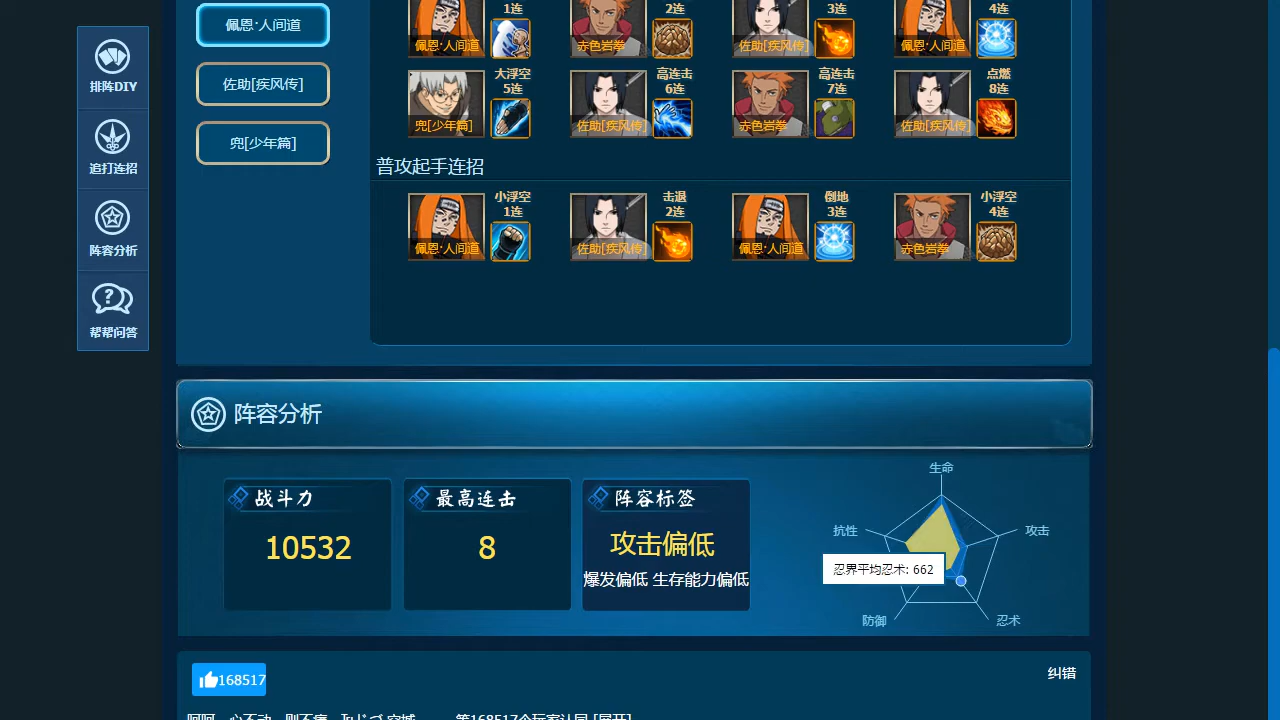 排阵DIY
追打连招
阵容分析
帮帮问答
佩恩·人间道
佐助[疾风传]
兜[少年篇]
1连
2连
3连
4连
佩恩·人间道
赤色岩拳
佐助[疾风传]
佩恩·人间道
大浮空
5连
高连击
6连
高连击
7连
点燃
8连
兜[少年篇]
佐助[疾风传]
赤色岩拳
佐助[疾风传]
普攻起手连招
小浮空
1连
击退
2连
倒地
3连
小浮空
4连
佩恩·人间道
佐助[疾风传]
佩恩·人间道
赤色岩拳
阵容分析
战斗力
10532
最高连击
8
阵容标签
攻击偏低
爆发偏低 生存能力偏低
生命
抗性
攻击
忍界平均忍术: 662
防御
忍术
168517
纠错